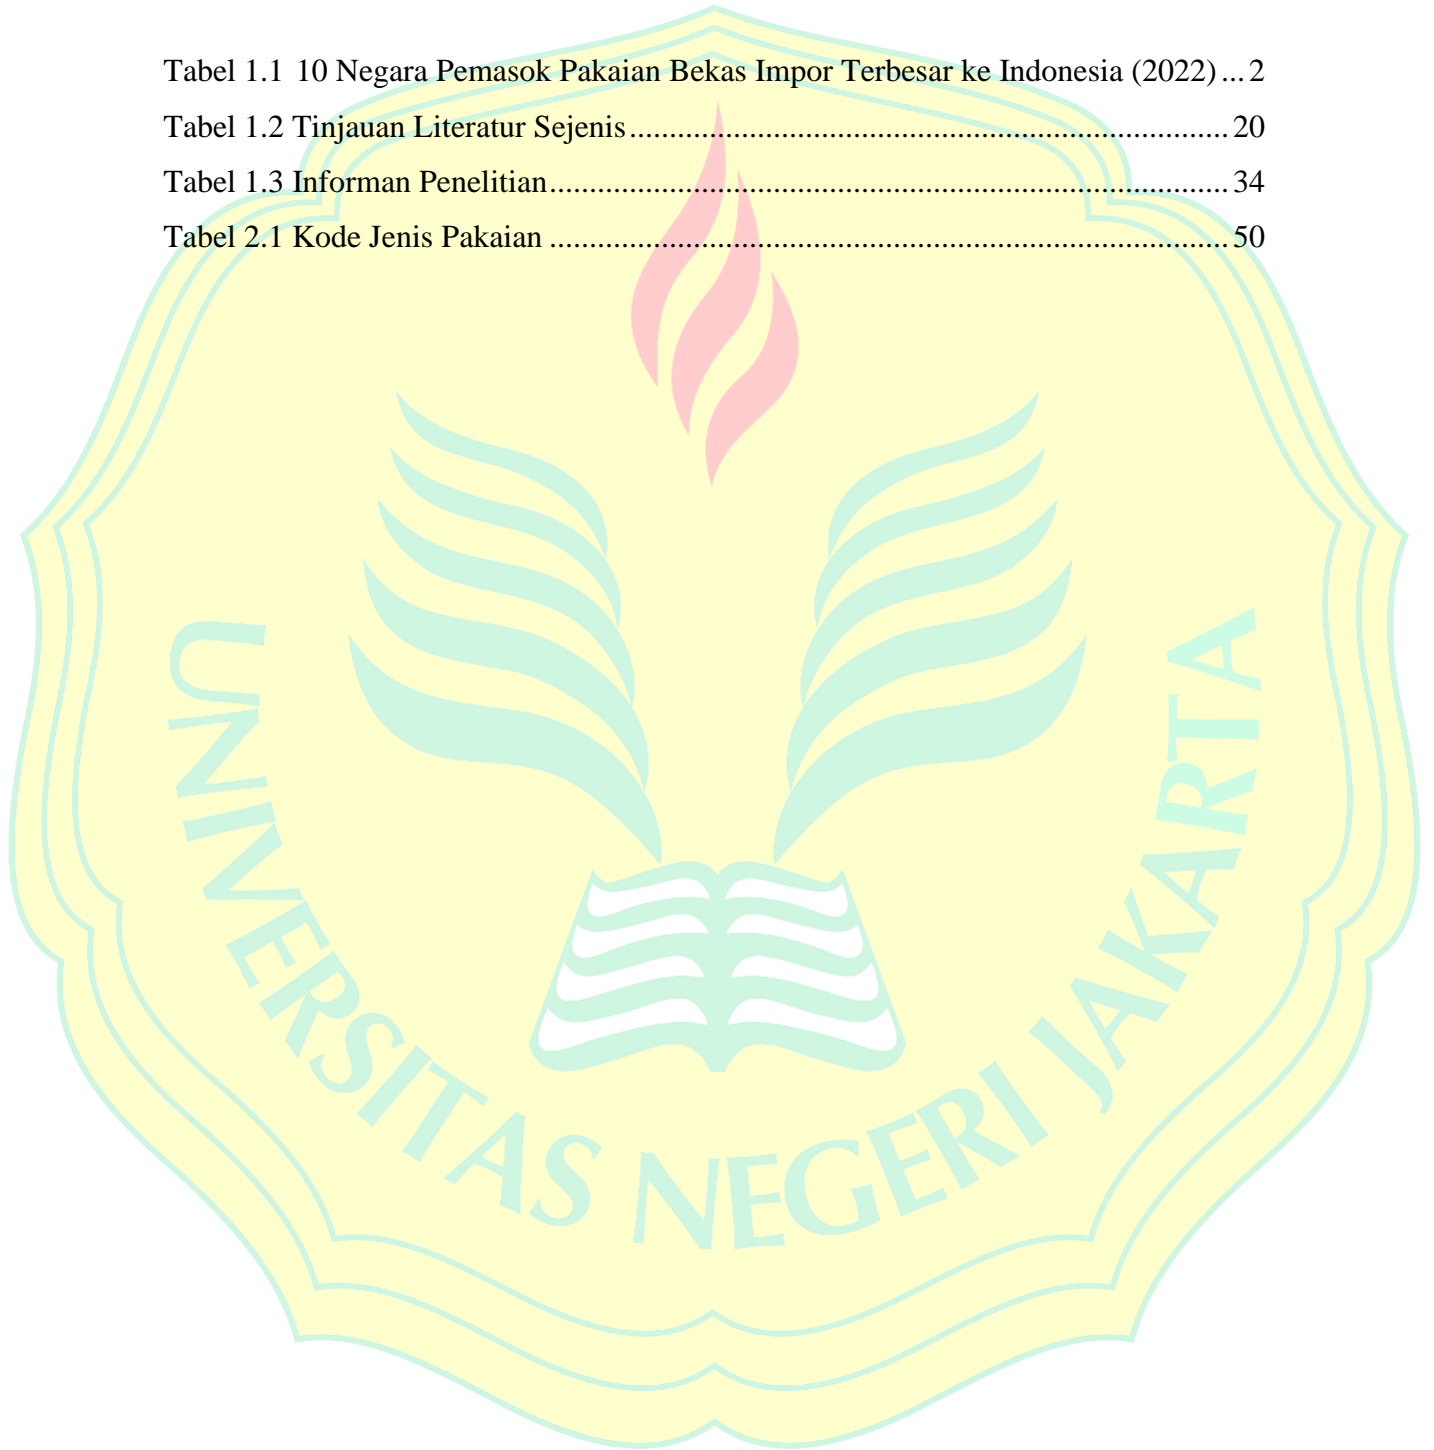 Tabel 1.1 10 Negara Pemasok Pakaian Bekas Impor Terbesar ke Indonesia (2022) ... 2
Tabel 1.2 Tinjauan Literatur Sejenis ........................................................................ 20
Tabel 1.3 Informan Penelitian..................................................................................... 34
Tabel 2.1 Kode Jenis Pakaian ..................................................................................... 50
UNIVERSITAS NEGERI JAKARTA